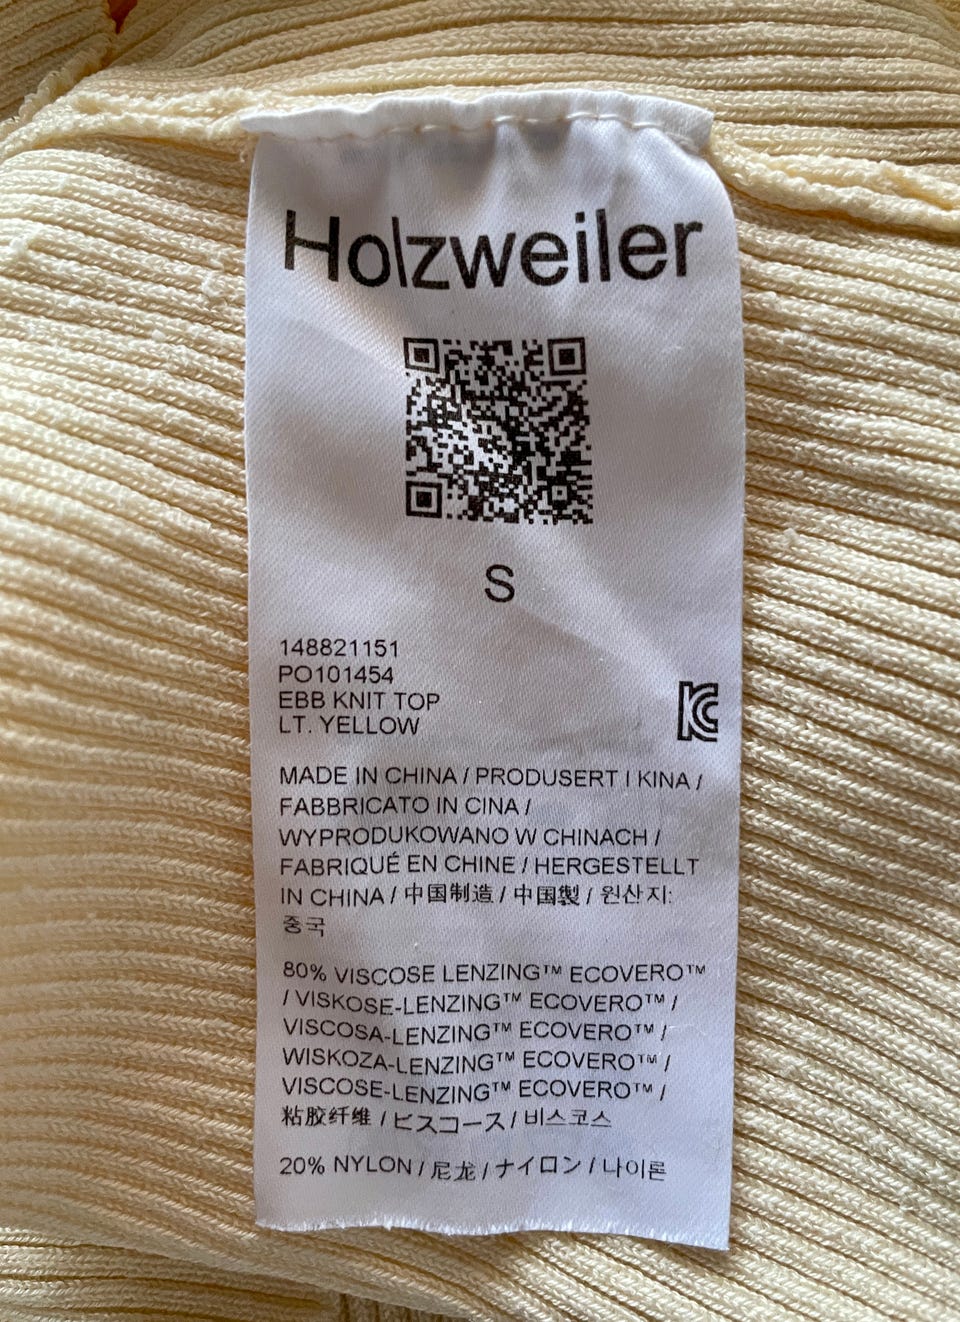 Holzweiler
S
148821151
PO101454
EBB KNIT TOP
LT. YELLOW
KC
MADE IN CHINA / PRODUSERT I KINA /
FABBRICATO IN CINA /
WYPRODUKOWANO W CHINACH /
FABRIQUÉ EN CHINE / HERGESTELLT
IN CHINA / 中国制造 / 中国製 / 원산지:
중국
80% VISCOSE LENZING™ ECOVERO™
/ VISKOSE-LENZING™ ECOVERO™ /
VISCOSA-LENZING™ ECOVERO™ /
WISKOZA-LENZING™ ECOVERO™ /
VISCOSE-LENZING™ ECOVERO™ /
粘胶纤维 / ビスコース / 비스코스
20% NYLON / 尼龙 / ナイロン / 나이론